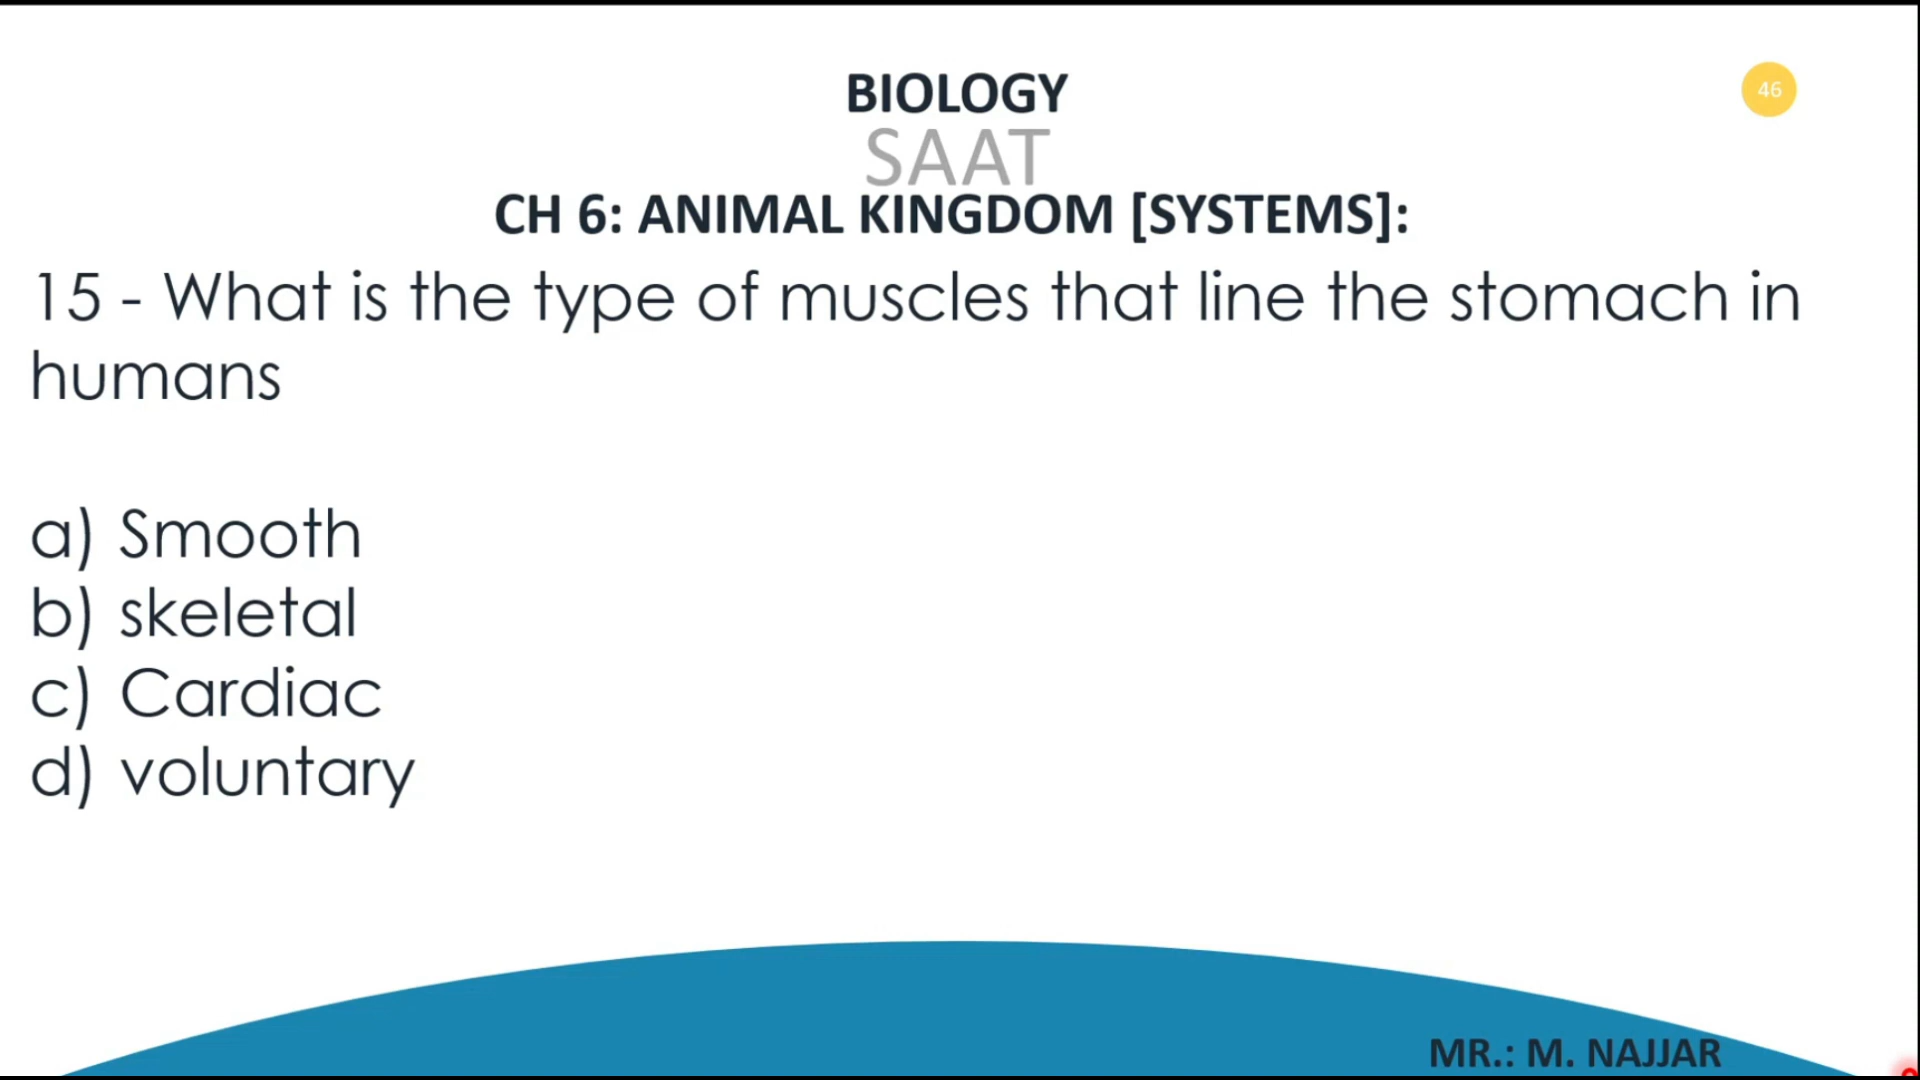 BIOLOGY
46
SAAT
CH 6: ANIMAL KINGDOM [SYSTEMS]:
15 - What is the type of muscles that line the stomach in
humans
a) Smooth
b) skeletal
c) Cardiac
d) voluntary
MR.: M. NAJJAR